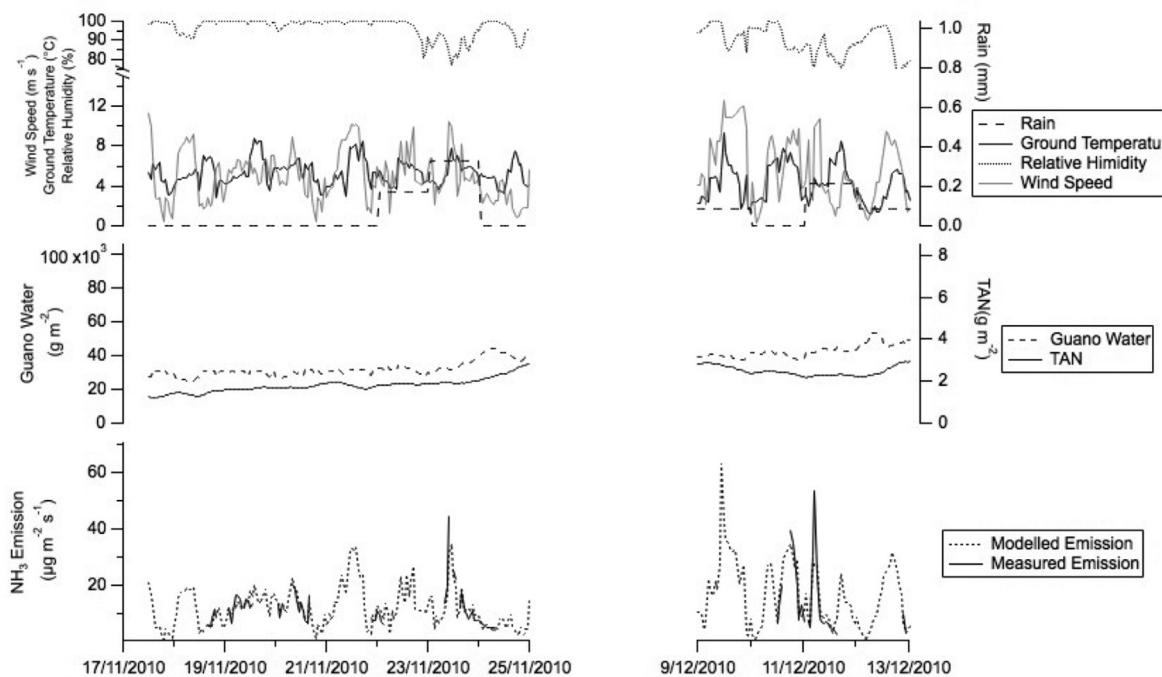 Wind Speed (m s⁻¹)
Ground Temperature (°C)
Relative Humidity (%)
100
90
80
12
8
4
0
1.0
0.8
0.6
0.4
0.2
0.0
Rain (mm)
Rain
Ground Temperatu
Relative Himidity
Wind Speed
Guano Water
(g m⁻²)
100 x10³
80
60
40
20
0
8
6
4
2
0
TAN(g m⁻²)
Guano Water
TAN
NH₃ Emission
(µg m⁻² s⁻¹)
60
40
20
Modelled Emission
Measured Emission
17/11/2010 19/11/2010 21/11/2010 23/11/2010 25/11/2010 9/12/2010 11/12/2010 13/12/2010